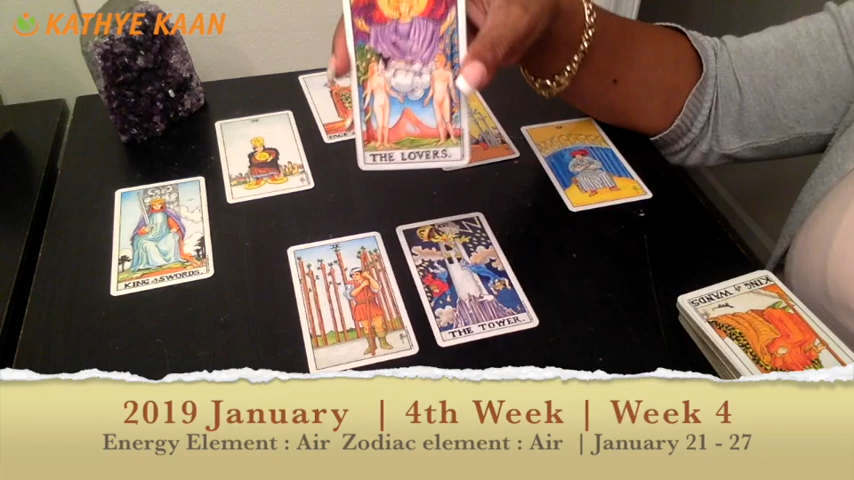 KATHYE KAAN
THE LOVERS.
KING of SWORDS.
THE TOWER.
KING of WANDS.
2019 January | 4th Week | Week 4
Energy Element : Air Zodiac element : Air | January 21 - 27